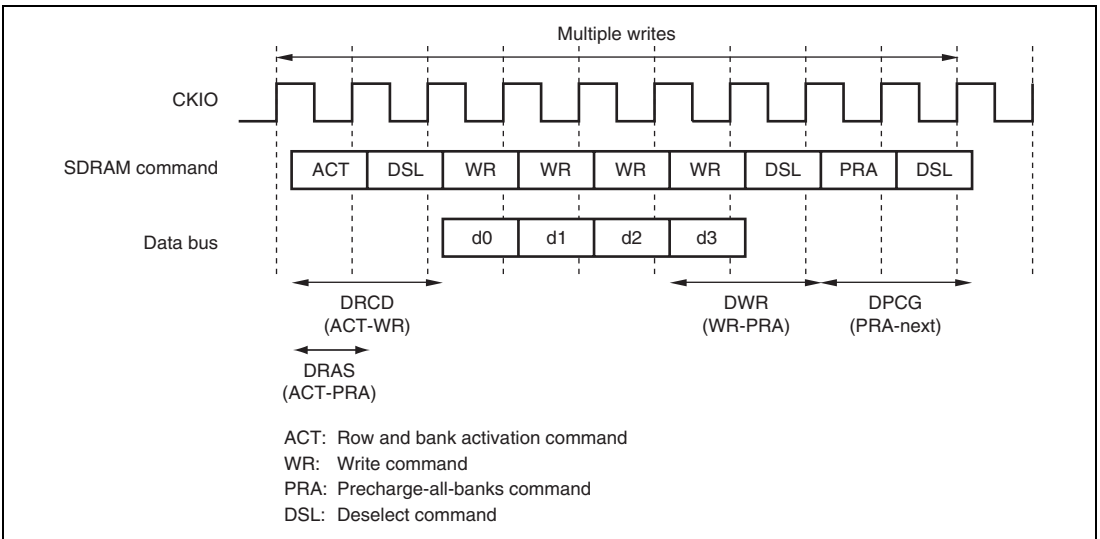 Multiple writes
CKIO
SDRAM command ACT DSL WR WR WR WR DSL PRA DSL
Data bus d0 d1 d2 d3
DRCD DWR DPCG
(ACT-WR) (WR-PRA) (PRA-next)
DRAS
(ACT-PRA)
ACT: Row and bank activation command
WR: Write command
PRA: Precharge-all-banks command
DSL: Deselect command